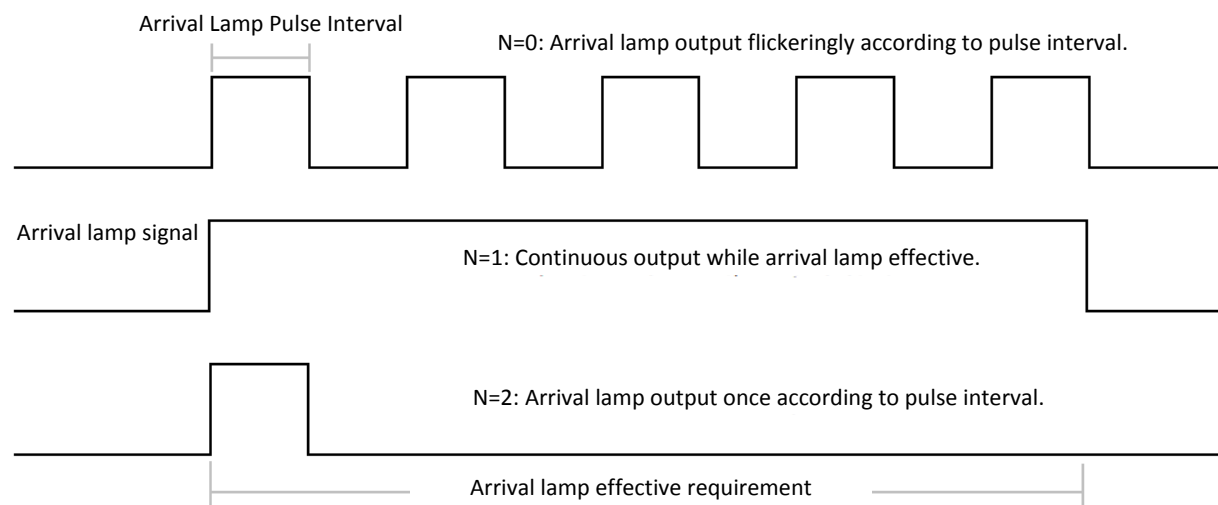 Arrival Lamp Pulse Interval
N=0: Arrival lamp output flickeringly according to pulse interval.
Arrival lamp signal
N=1: Continuous output while arrival lamp effective.
N=2: Arrival lamp output once according to pulse interval.
Arrival lamp effective requirement